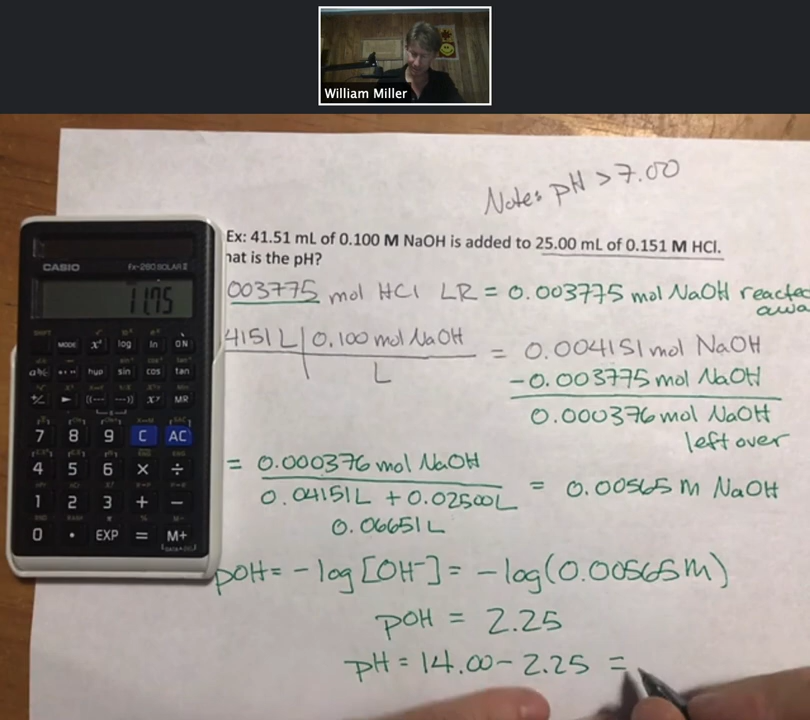 William Miller
Note: pH > 7.00
Ex: 41.51 mL of 0.100 M NaOH is added to 25.00 mL of 0.151 M HCl.
hat is the pH?
003775 mol HCl LR = 0.003775 mol NaOH reacted
away
4151 L | 0.100 mol NaOH = 0.004151 mol NaOH
L
-0.003775 mol NaOH
0.000376 mol NaOH
left over
= 0.000376 mol NaOH = 0.00565 M NaOH
0.04151 L + 0.02500 L
0.06651 L
pOH = -log [OH-] = -log (0.00565 M)
pOH = 2.25
pH = 14.00 - 2.25 =
CASIO fx-260 SOLAR II
11.75
MODE log ln ON
hyp sin cos tan
MR
7 8 9 C AC
4 5 6 × ÷
1 2 3 + −
0 . EXP = M+